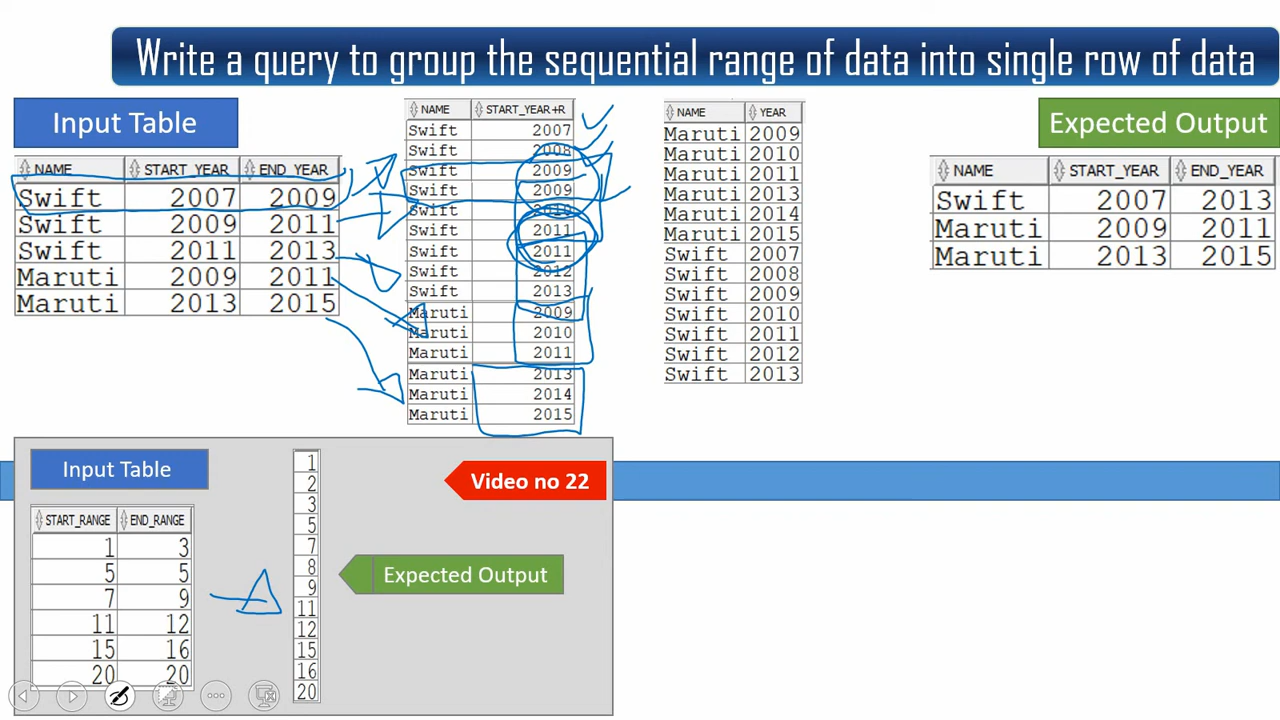 Write a query to group the sequential range of data into single row of data
Input Table
NAME START_YEAR END_YEAR
Swift 2007 2009
Swift 2009 2011
Swift 2011 2013
Maruti 2009 2011
Maruti 2013 2015
NAME START_YEAR+R
Swift 2007
Swift 2008
Swift 2009
Swift 2009
Swift 2010
Swift 2011
Swift 2011
Swift 2012
Swift 2013
Maruti 2009
Maruti 2010
Maruti 2011
Maruti 2013
Maruti 2014
Maruti 2015
NAME YEAR
Maruti 2009
Maruti 2010
Maruti 2011
Maruti 2013
Maruti 2014
Maruti 2015
Swift 2007
Swift 2008
Swift 2009
Swift 2010
Swift 2011
Swift 2012
Swift 2013
Expected Output
NAME START_YEAR END_YEAR
Swift 2007 2013
Maruti 2009 2011
Maruti 2013 2015
Input Table
START_RANGE END_RANGE
1 3
5 5
7 9
11 12
15 16
20 20
1
2
3
5
7
8
9
11
12
15
16
20
Video no 22
Expected Output